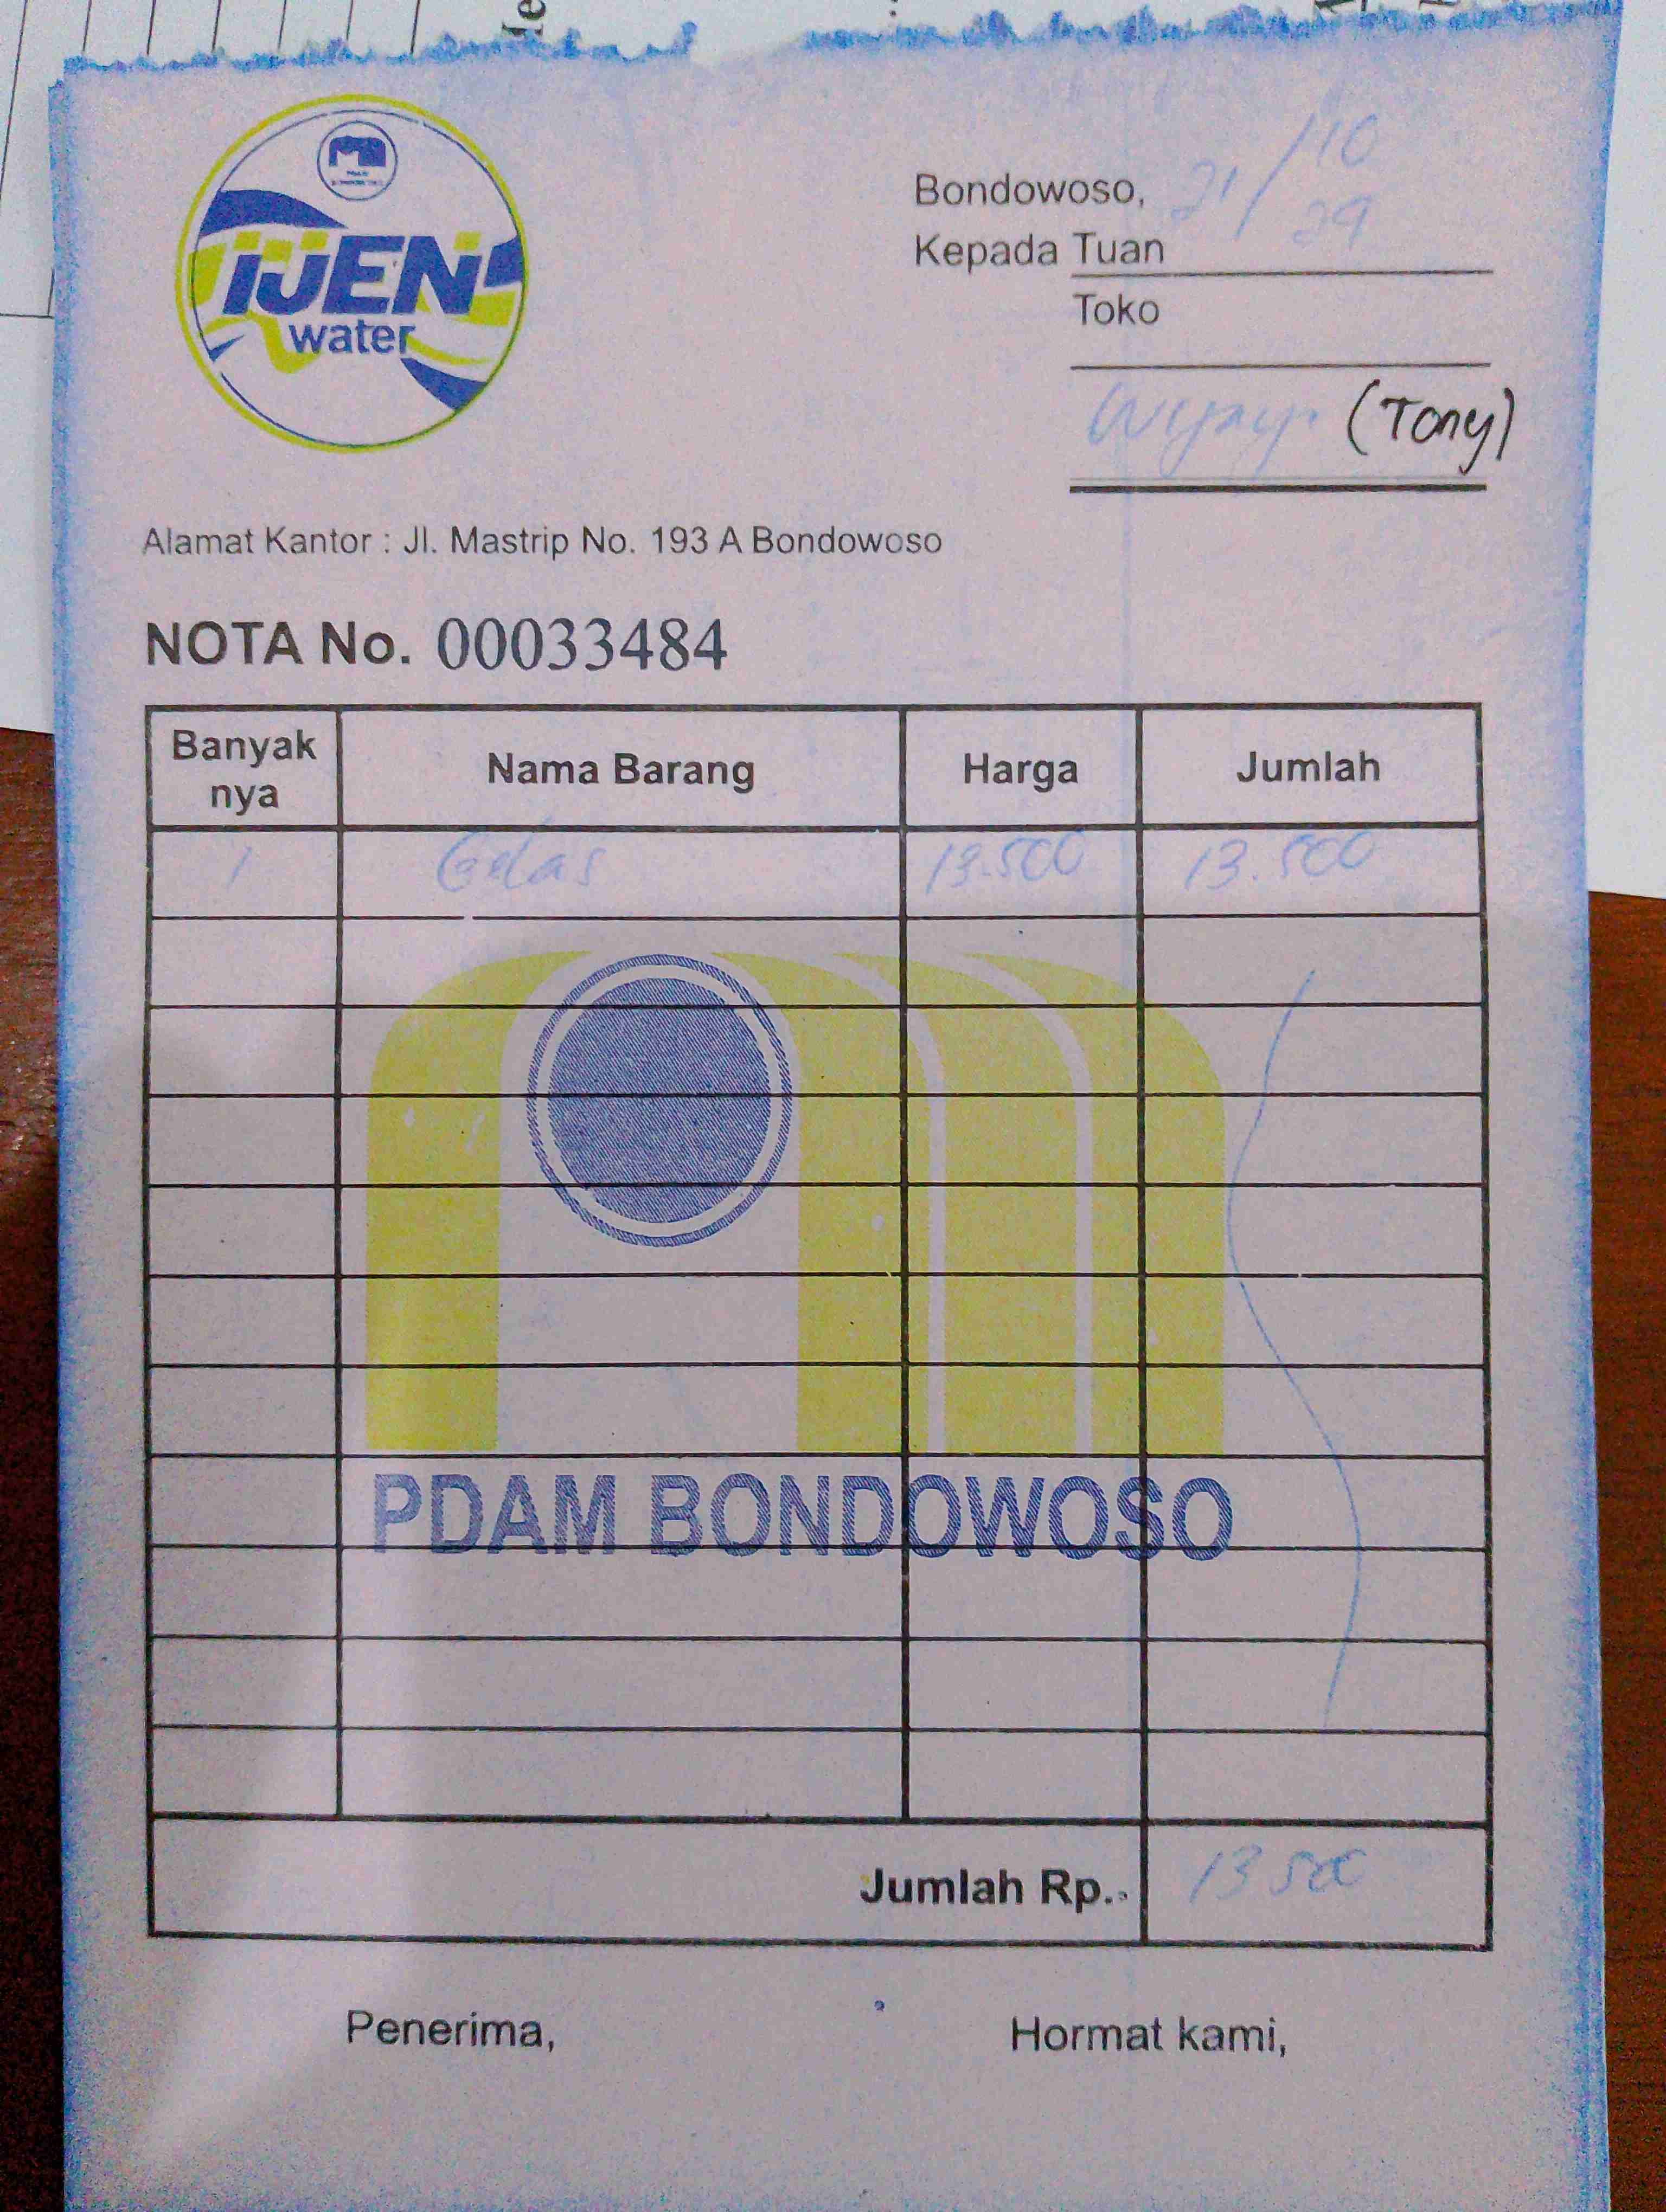 IJEN
water
Bondowoso, 21/10
Kepada Tuan
Toko
(Tony)
Alamat Kantor : Jl. Mastrip No. 193 A Bondowoso
NOTA No. 00033484
Banyak nya Nama Barang Harga Jumlah
1 Gelas 13.500 13.500
PDAM BONDOWOSO
Jumlah Rp. 13 500
Penerima, Hormat kami,